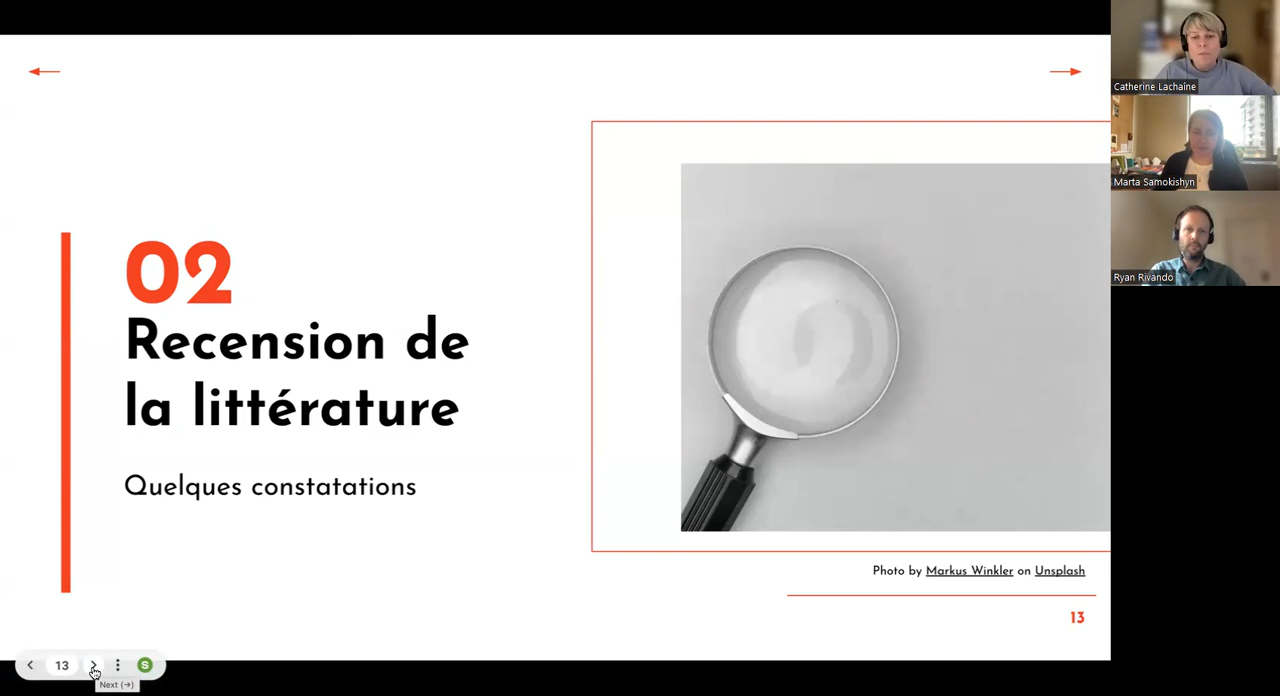 02
Recension de
la littérature
Quelques constatations
Photo by Markus Winkler on Unsplash
13
Catherine Lachaîne
Marta Samokishyn
Ryan Rivando
13
S
Next (→)